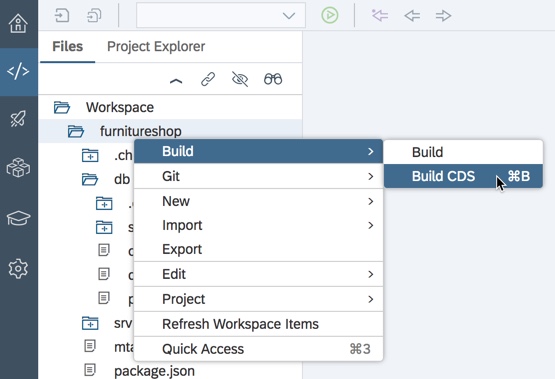 Files Project Explorer
Workspace
furnitureshop
.ch
db
srv
mta
package.json
Build
Git
New
Import
Export
Edit
Project
Refresh Workspace Items
Quick Access ⌘3
Build
Build CDS ⌘B